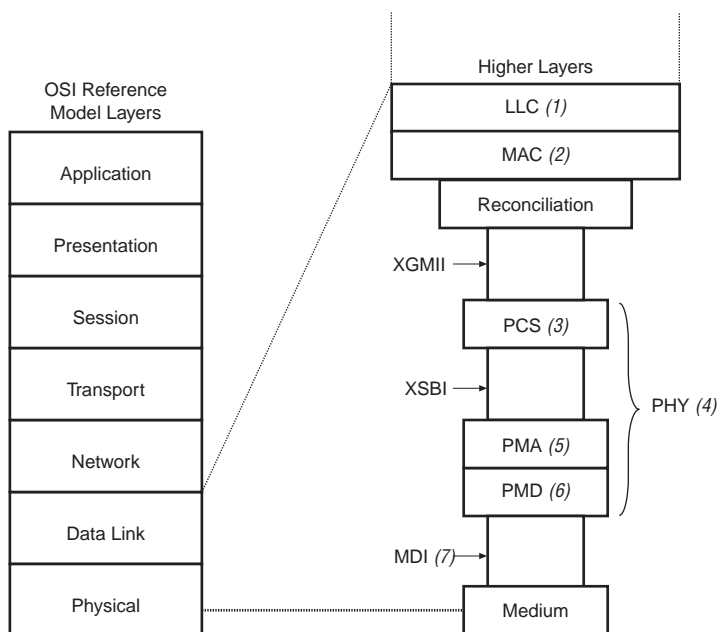 OSI Reference
Model Layers
Application
Presentation
Session
Transport
Network
Data Link
Physical
Higher Layers
LLC (1)
MAC (2)
Reconciliation
XGMII
PCS (3)
XSBI
PHY (4)
PMA (5)
PMD (6)
MDI (7)
Medium